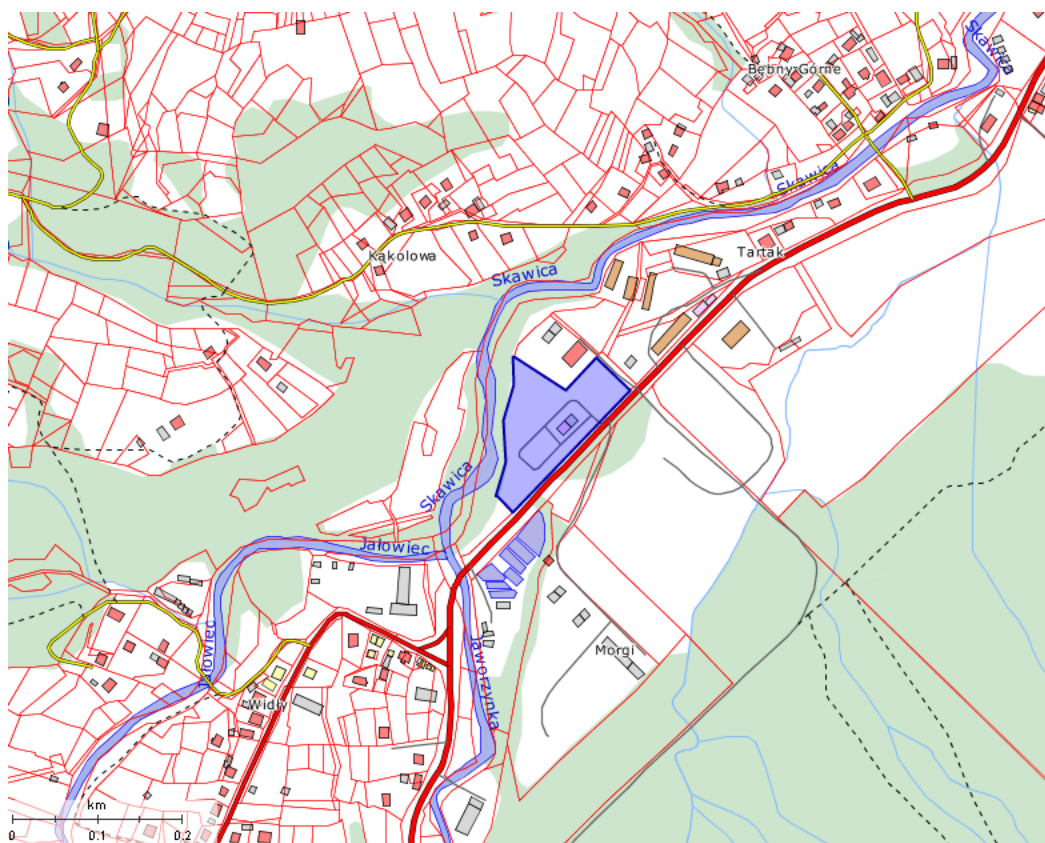 Skawica
Bębny Górne
Skawica
Kąkolowa
Tartak
Skawica
Skawica
Jałowiec
Jałowiec
Morgi
Jaworzynka
Widły
km
0 0.1 0.2